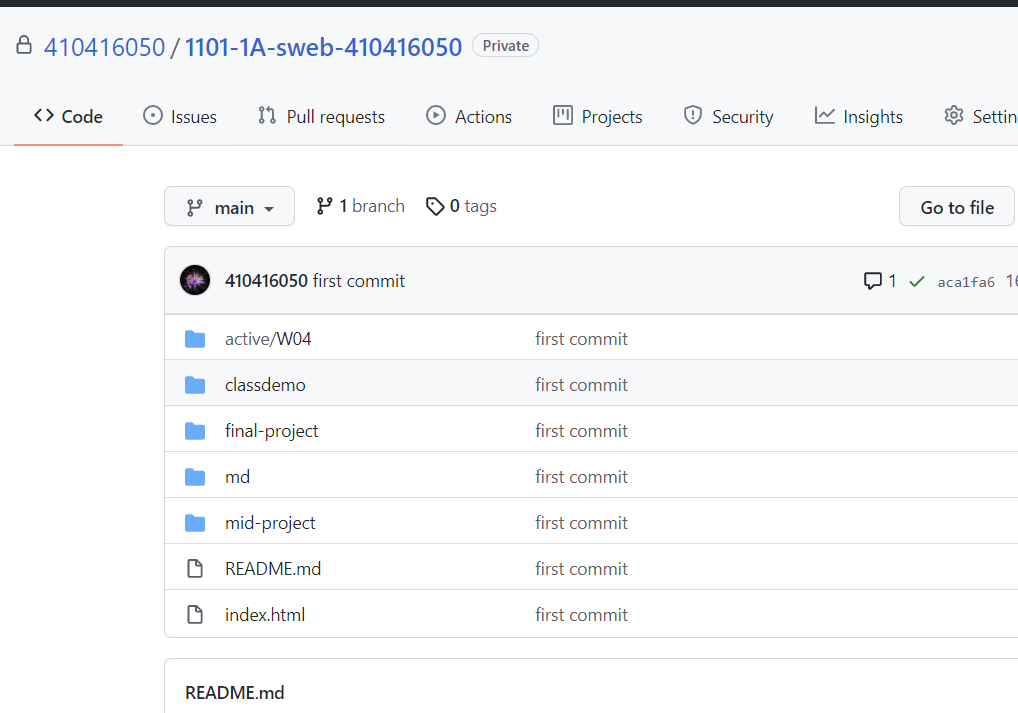 410416050 / 1101-1A-sweb-410416050 Private
Code Issues Pull requests Actions Projects Security Insights Settin
main 1 branch 0 tags Go to file
410416050 first commit 1 aca1fa6
active/W04 first commit
classdemo first commit
final-project first commit
md first commit
mid-project first commit
README.md first commit
index.html first commit
README.md